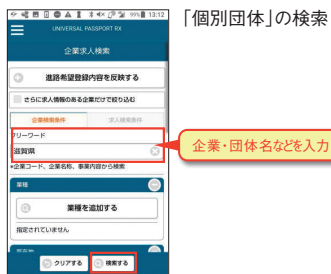 99% 13:12
UNIVERSAL PASSPORT RX
企業求人検索
進路希望登録内容を反映する
さらに求人情報のある企業だけで絞り込む
企業検索条件
求人検索条件
フリーワード
滋賀県
*企業コード、企業名称、事業内容から検索
業種
業種を追加する
指定されていません
所在地
クリアする
検索する
「個別団体」の検索
企業・団体名などを入力